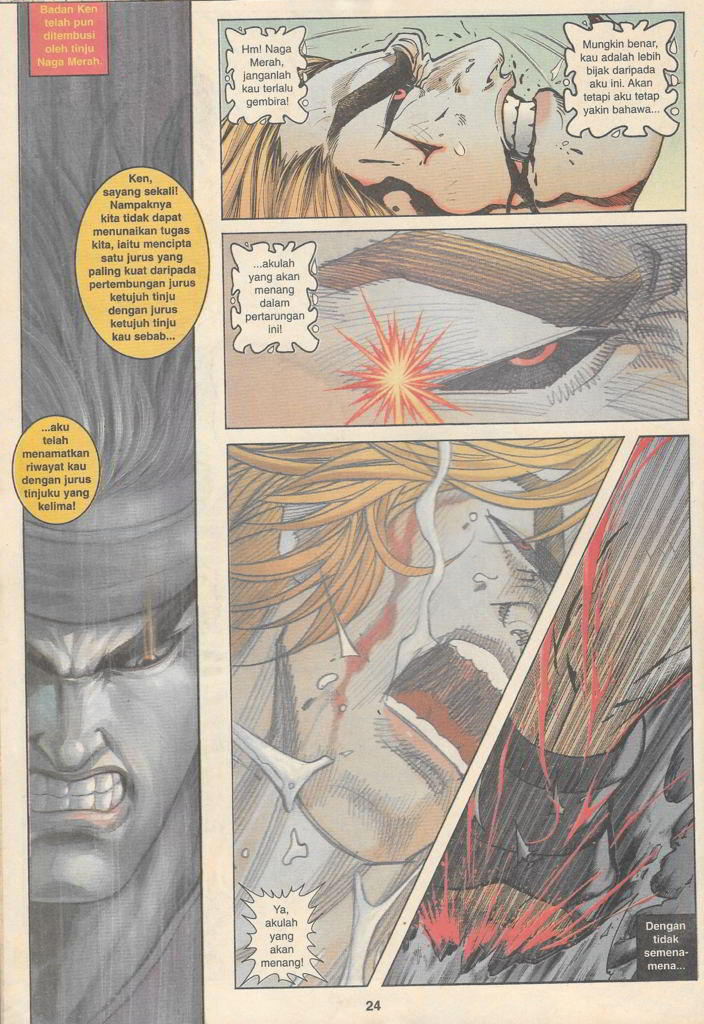 Badan Ken
telah pun
ditembusi
oleh tinju
Naga Merah.
Ken,
sayang sekali!
Nampaknya
kita tidak dapat
menunaikan tugas
kita, iaitu mencipta
satu jurus yang
paling kuat daripada
pertembungan jurus
ketujuh tinju
dengan jurus
ketujuh tinju
kau sebab...
...aku
telah
menamatkan
riwayat kau
dengan jurus
tinjuku yang
kelima!
Hm! Naga
Merah,
janganlah
kau terlalu
gembira!
Mungkin benar,
kau adalah lebih
bijak daripada
aku ini. Akan
tetapi aku tetap
yakin bahawa...
...akulah
yang akan
menang
dalam
pertarungan
ini!
Ya,
akulah
yang
akan
menang!
Dengan
tidak
semena-
mena...
24